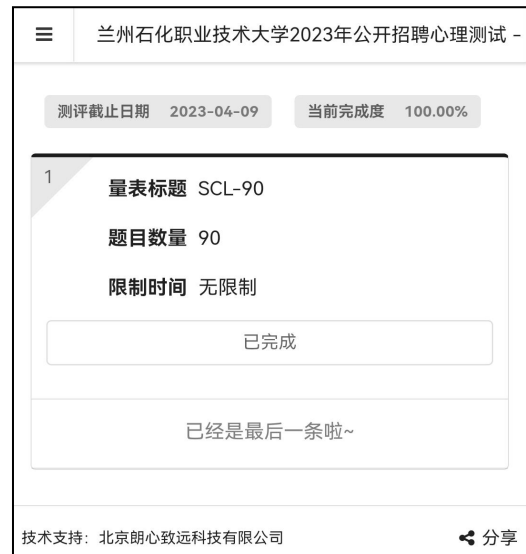 兰州石化职业技术大学2023年公开招聘心理测试 -
测评截止日期 2023-04-09 当前完成度 100.00%
1
量表标题 SCL-90
题目数量 90
限制时间 无限制
已完成
已经是最后一条啦~
技术支持：北京朗心致远科技有限公司 分享